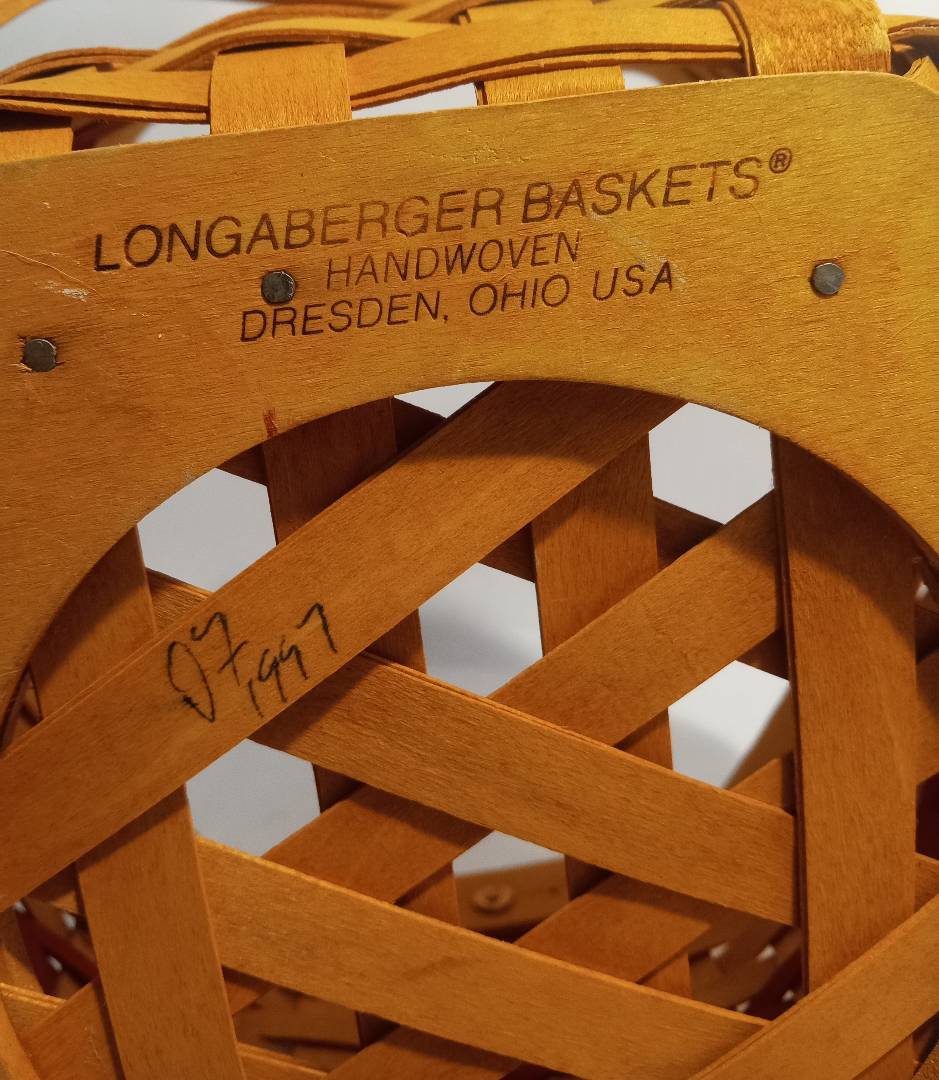 LONGABERGER BASKETS®
HANDWOVEN
DRESDEN, OHIO USA
1997